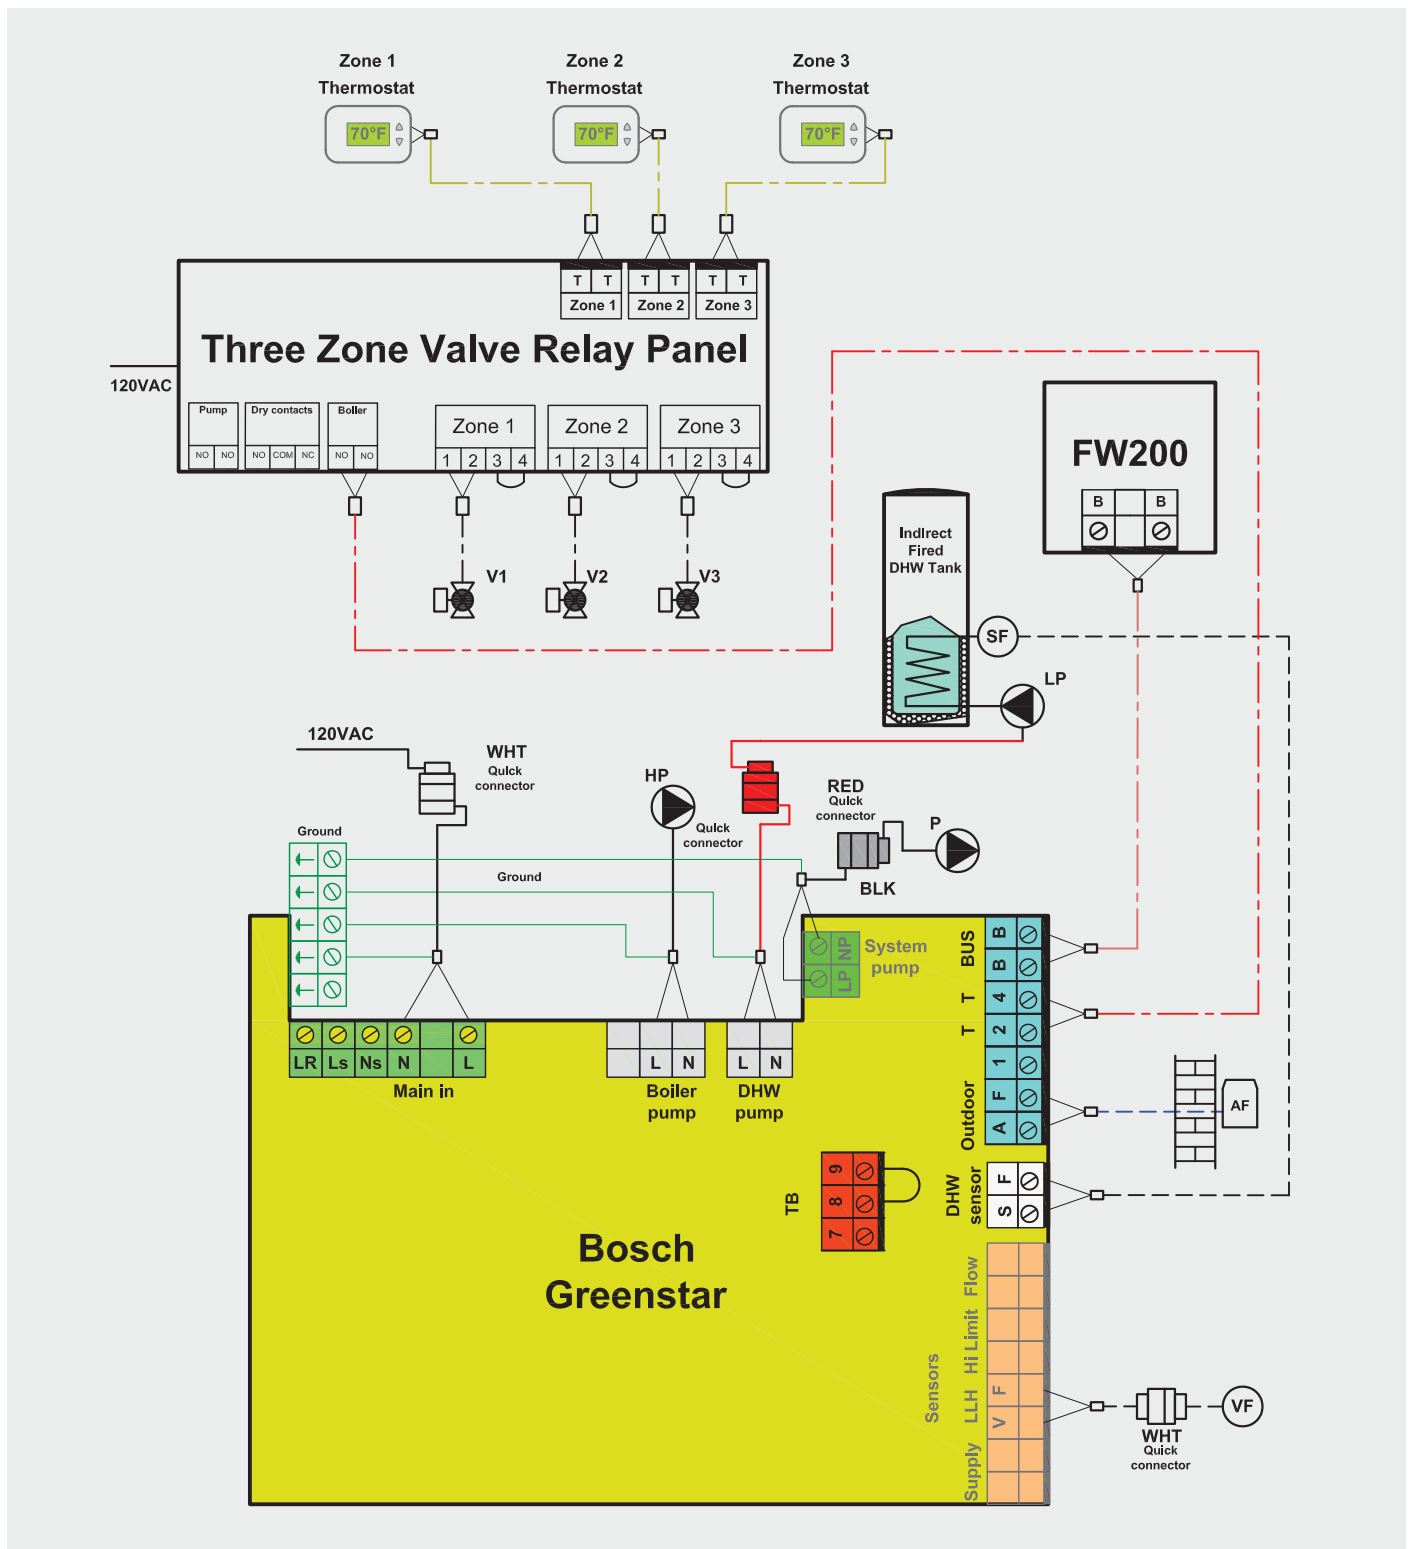 Zone 1
Thermostat
Zone 2
Thermostat
Zone 3
Thermostat
70°F
70°F
70°F
T T
T T
T T
Zone 1
Zone 2
Zone 3
Three Zone Valve Relay Panel
120VAC
Pump
Dry contacts
Boiler
NO NO
NO COM NC
NO NO
Zone 1
Zone 2
Zone 3
1 2 3 4
1 2 3 4
1 2 3 4
V1
V2
V3
FW200
B B
Indirect
Fired
DHW Tank
SF
LP
120VAC
WHT
Quick
connector
HP
Quick
connector
RED
Quick
connector
P
BLK
Ground
Ground
System
pump
NP
LP
BUS
B
B
T
4
T
2
1
Outdoor
F
A
AF
LR Ls Ns N L
Main in
L N
Boiler
pump
L N
DHW
pump
TB
9
8
7
DHW
sensor
F
S
Bosch
Greenstar
Sensors
Flow
Hi Limit
LLH
F
V
Supply
VF
WHT
Quick
connector